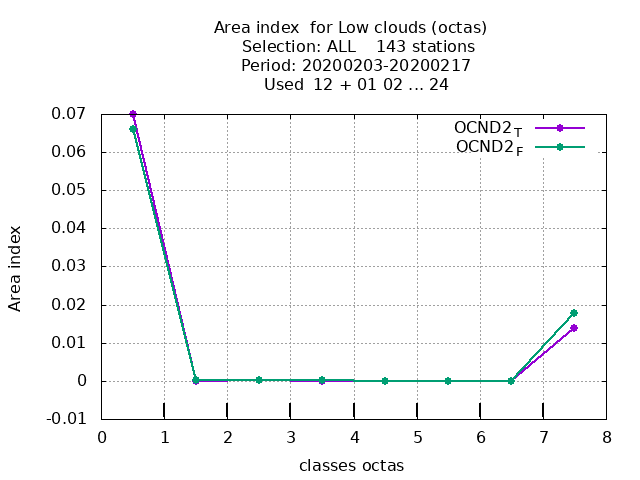 Area index  for Low clouds (octas)
Selection: ALL    143 stations
Period: 20200203-20200217
Used  12 + 01 02 ... 24
0.07
0.06
0.05
0.04
0.03
0.02
0.01
0
-0.01
Area index
OCND2T
OCND2F
0 1 2 3 4 5 6 7 8
classes octas